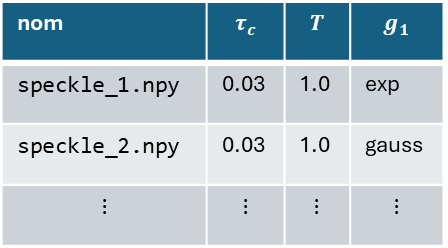 nom τc T g1
speckle_1.npy 0.03 1.0 exp
speckle_2.npy 0.03 1.0 gauss
⋮ ⋮ ⋮ ⋮